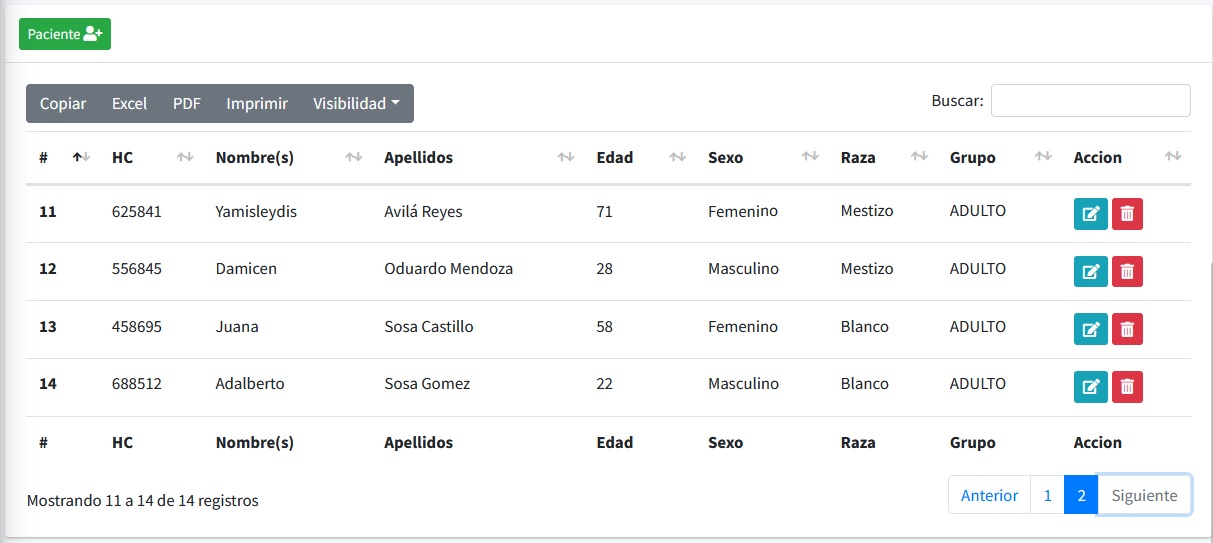 Paciente
Copiar Excel PDF Imprimir Visibilidad Buscar:
# HC Nombre(s) Apellidos Edad Sexo Raza Grupo Accion
11 625841 Yamisleydis Avilá Reyes 71 Femenino Mestizo ADULTO
12 556845 Damicen Oduardo Mendoza 28 Masculino Mestizo ADULTO
13 458695 Juana Sosa Castillo 58 Femenino Blanco ADULTO
14 688512 Adalberto Sosa Gomez 22 Masculino Blanco ADULTO
# HC Nombre(s) Apellidos Edad Sexo Raza Grupo Accion
Mostrando 11 a 14 de 14 registros Anterior 1 2 Siguiente